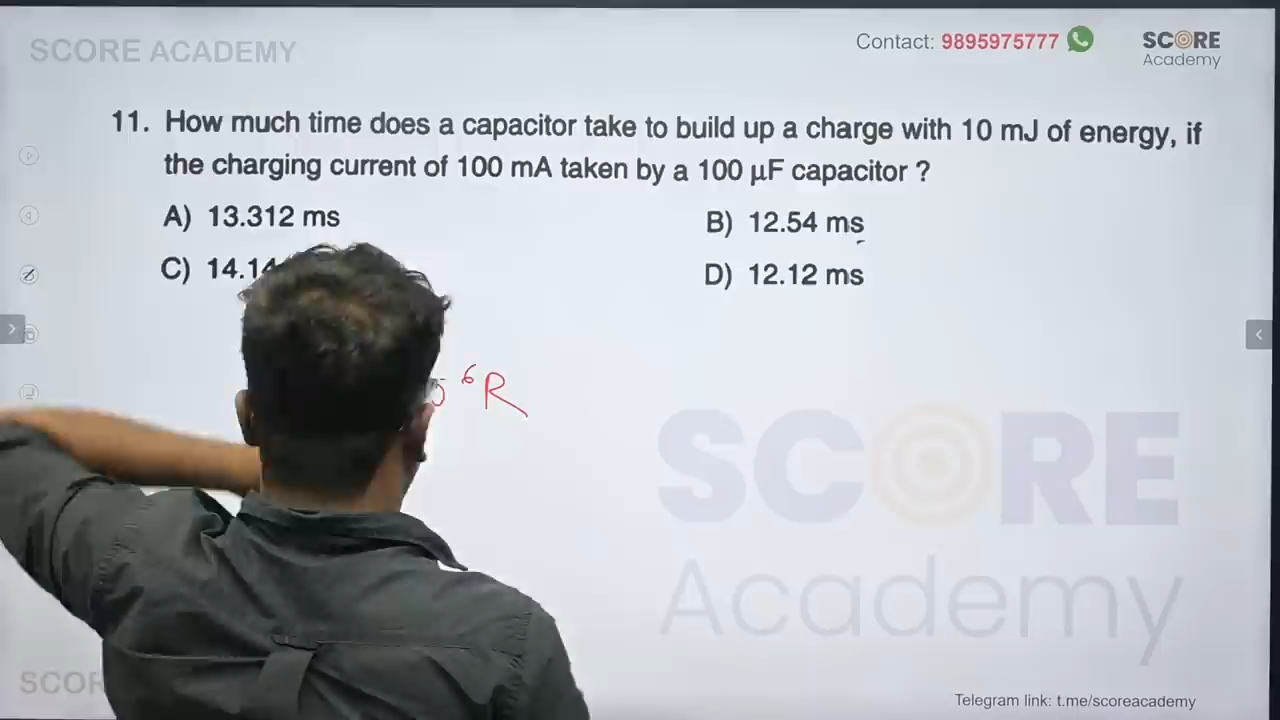 SCORE ACADEMY
Contact: 9895975777
SCORE
Academy
11. How much time does a capacitor take to build up a charge with 10 mJ of energy, if
the charging current of 100 mA taken by a 100 μF capacitor ?
A) 13.312 ms
B) 12.54 ms
C) 14.14
D) 12.12 ms
6 R
SCORE
Academy
SCOR
Telegram link: t.me/scoreacademy